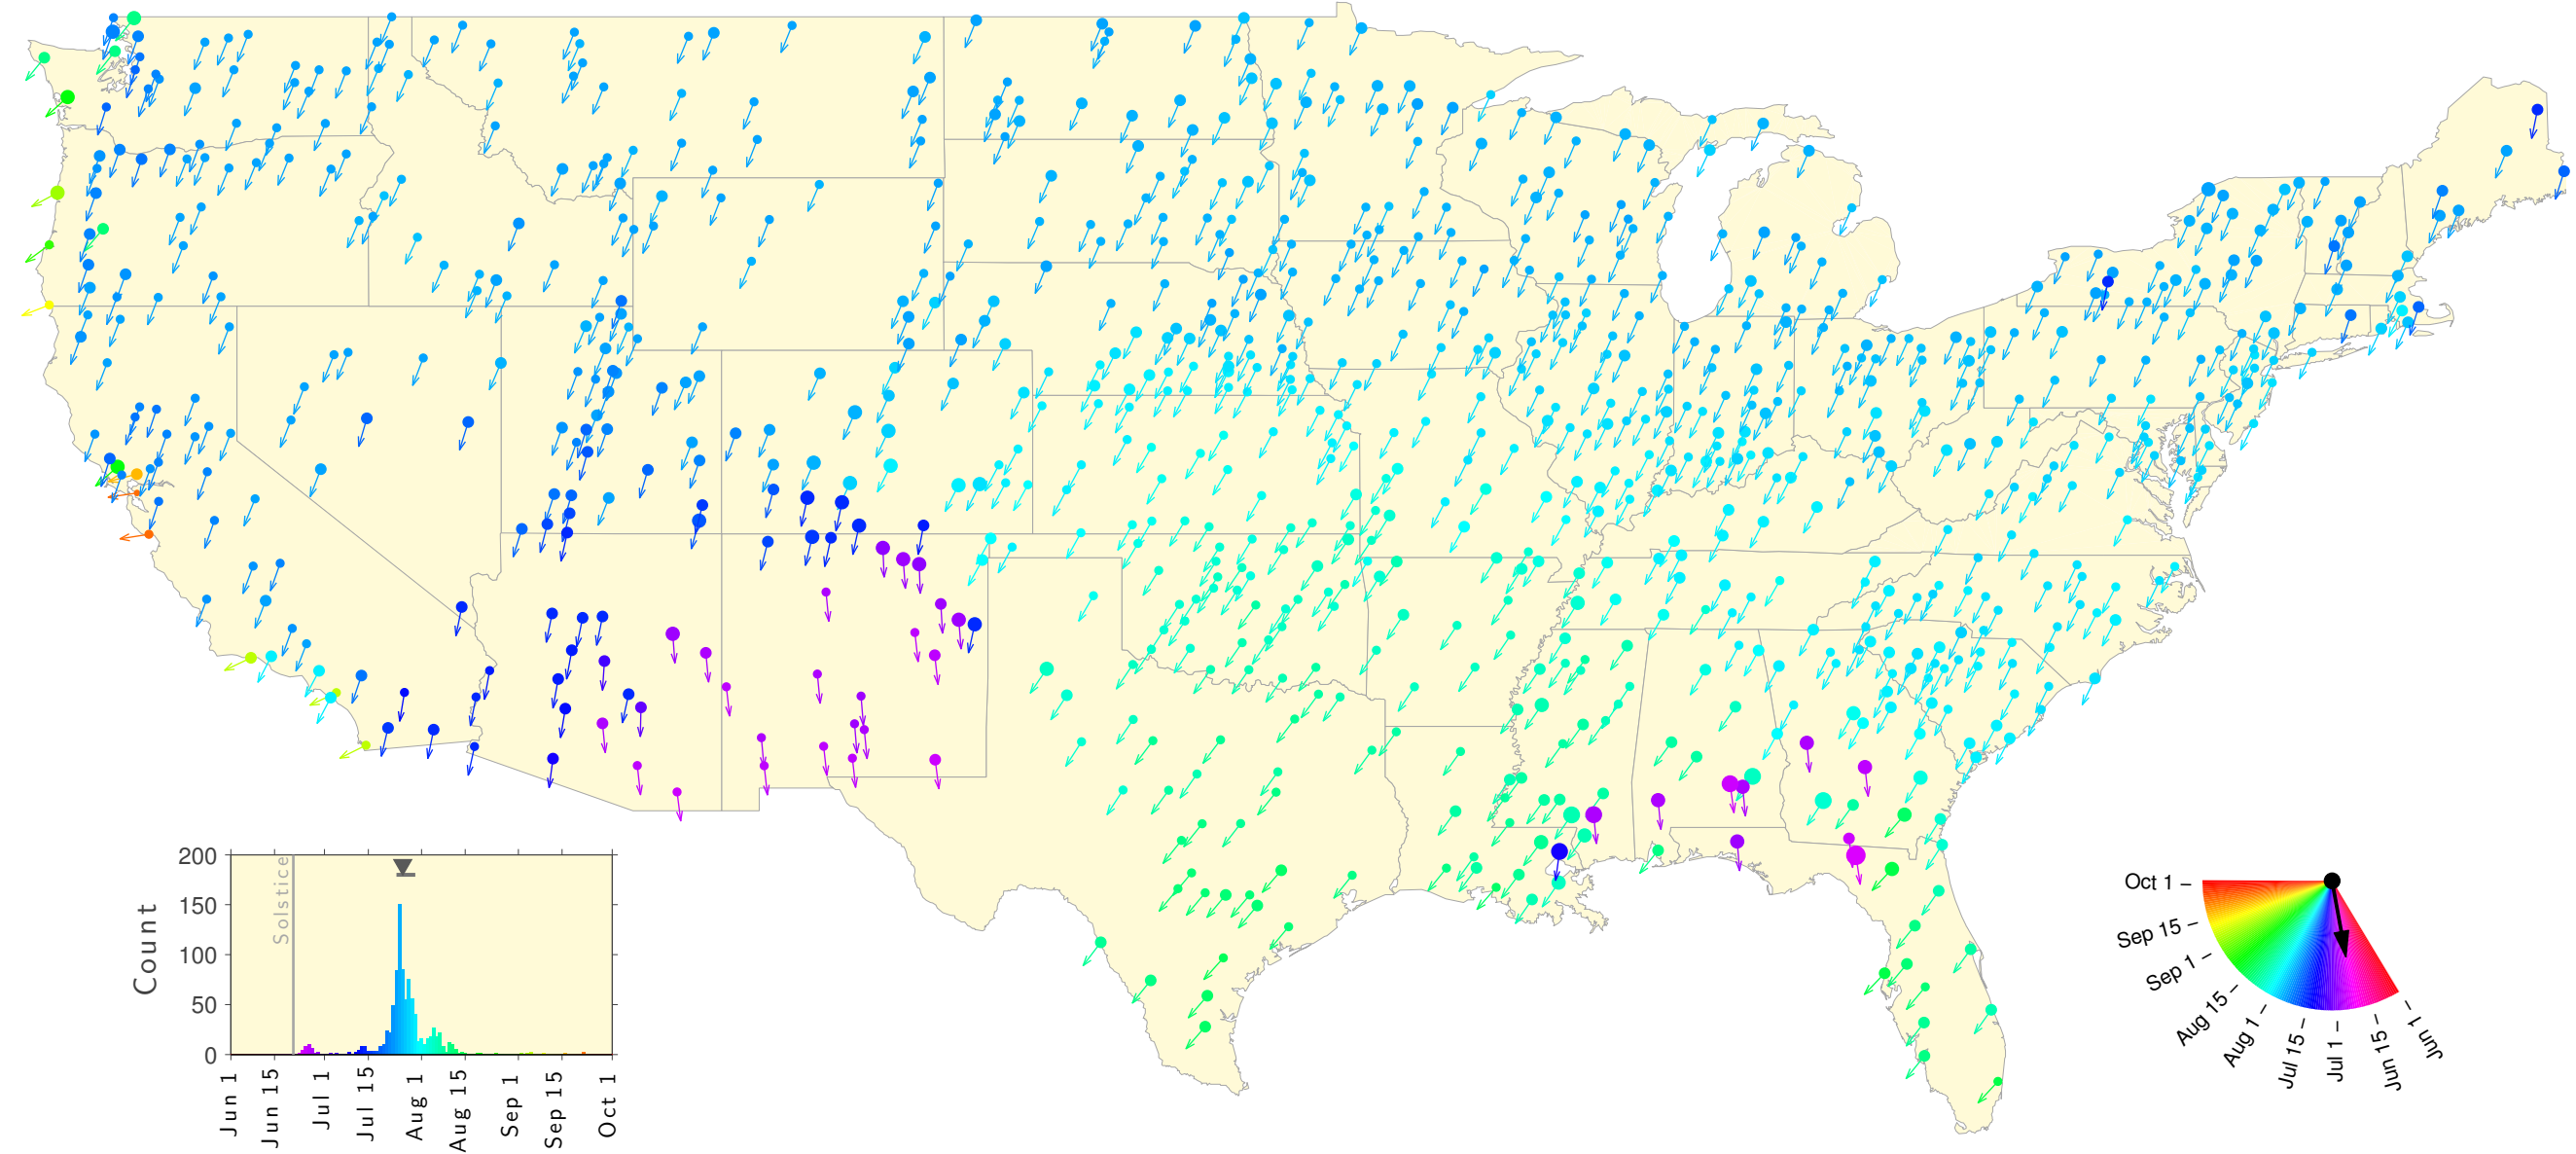 200
150
100
50
0
Count
Solstice
Jun 1
Jun 15
Jul 1
Jul 15
Aug 1
Aug 15
Sep 1
Sep 15
Oct 1
Oct 1 –
Sep 15 –
Sep 1 –
Aug 15 –
Aug 1 –
Jul 15 –
Jul 1 –
Jun 15 –
Jun 1 –